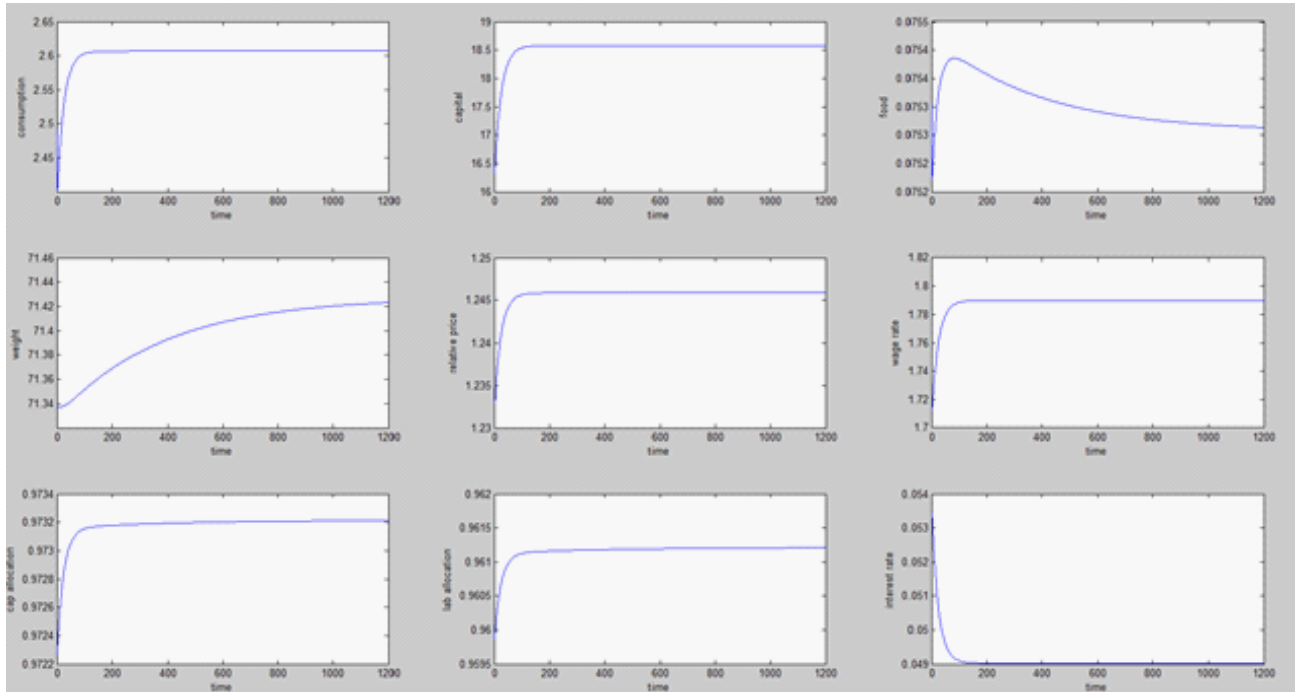 2.65
2.6
2.55
2.5
2.45
0 200 400 600 800 1000 1200
time
consumption
19
18.5
18
17.5
17
16.5
16
0 200 400 600 800 1000 1200
time
capital
0.0755
0.0754
0.0754
0.0753
0.0753
0.0752
0.0752
0 200 400 600 800 1000 1200
time
food
71.46
71.44
71.42
71.4
71.38
71.36
71.34
0 200 400 600 800 1000 1200
time
weight
1.25
1.245
1.24
1.235
1.23
0 200 400 600 800 1000 1200
time
relative price
1.82
1.8
1.78
1.76
1.74
1.72
1.7
0 200 400 600 800 1000 1200
time
wage rate
0.9734
0.9732
0.973
0.9728
0.9726
0.9724
0.9722
0 200 400 600 800 1000 1200
time
cap allocation
0.962
0.9615
0.961
0.9605
0.96
0.9595
0 200 400 600 800 1000 1200
time
lab allocation
0.054
0.053
0.052
0.051
0.05
0.049
0 200 400 600 800 1000 1200
time
interest rate